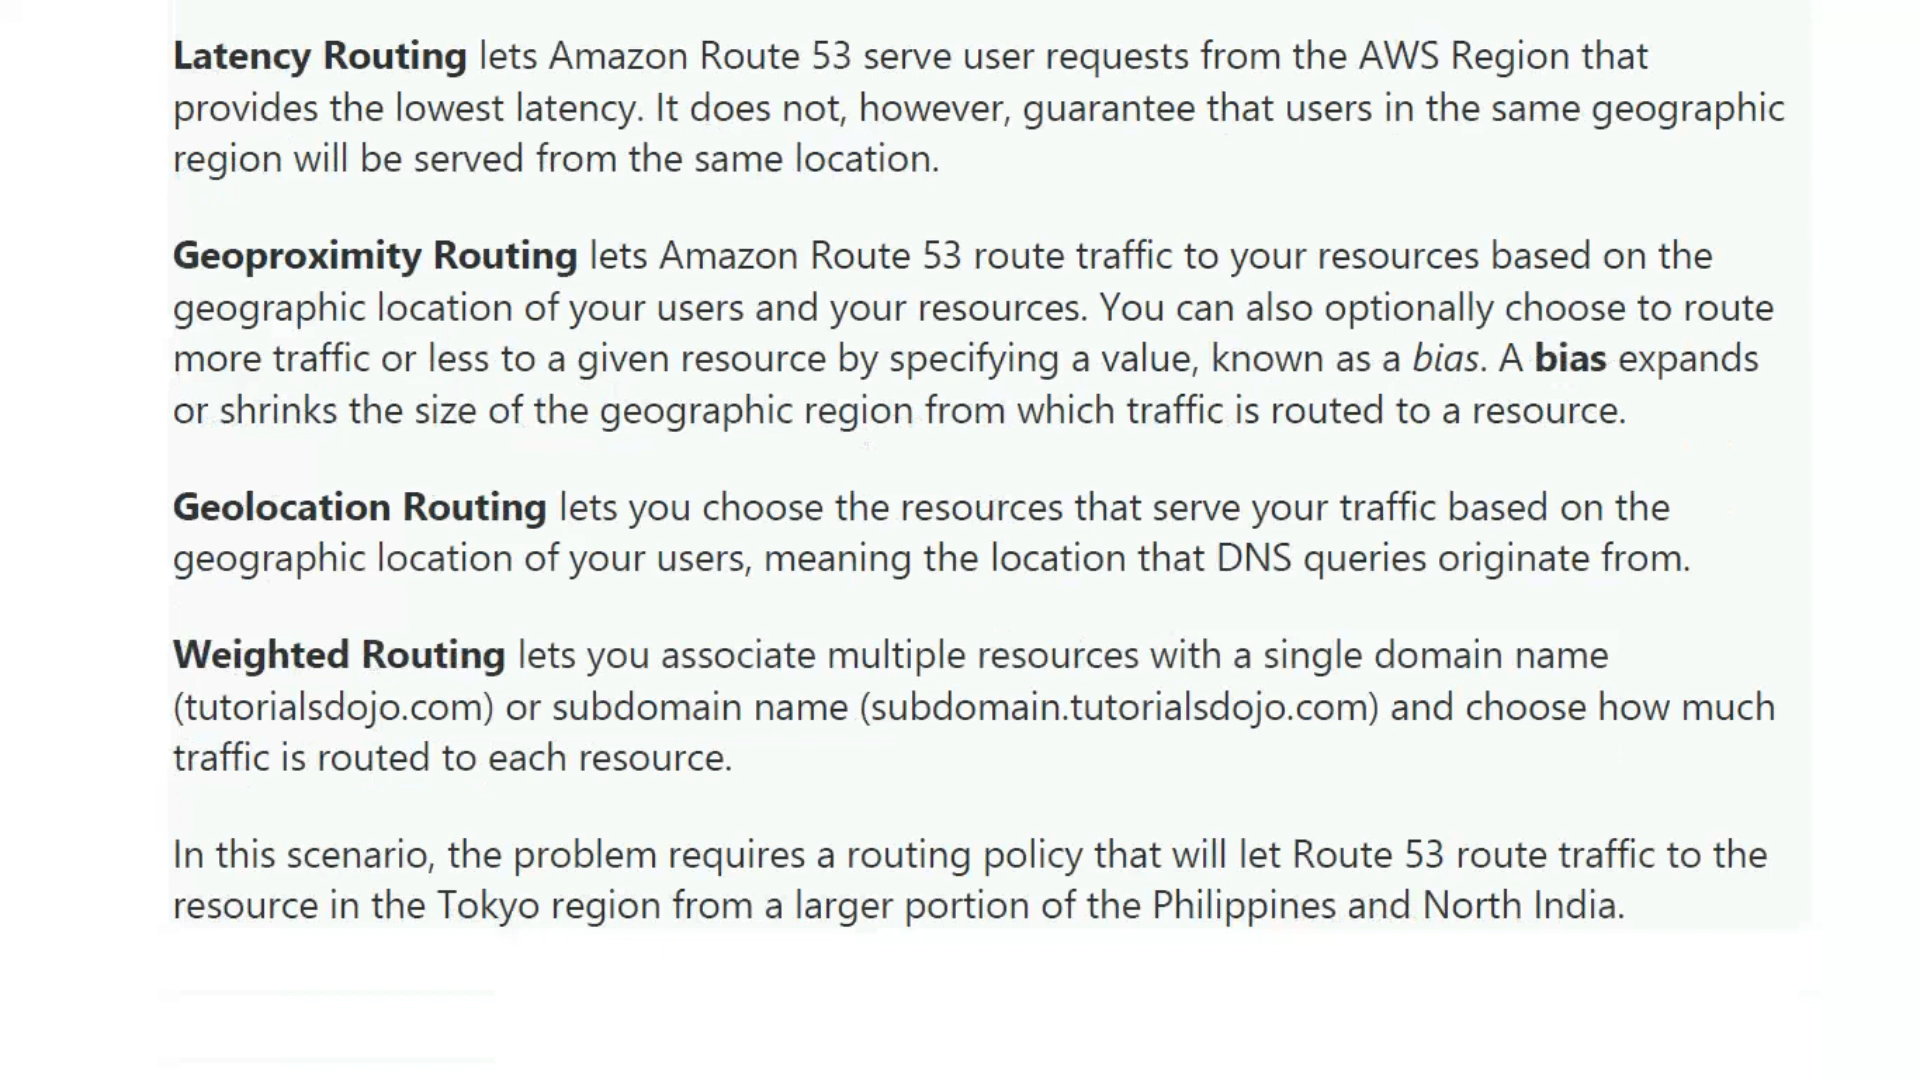 Latency Routing lets Amazon Route 53 serve user requests from the AWS Region that
provides the lowest latency. It does not, however, guarantee that users in the same geographic
region will be served from the same location.
Geoproximity Routing lets Amazon Route 53 route traffic to your resources based on the
geographic location of your users and your resources. You can also optionally choose to route
more traffic or less to a given resource by specifying a value, known as a bias. A bias expands
or shrinks the size of the geographic region from which traffic is routed to a resource.
Geolocation Routing lets you choose the resources that serve your traffic based on the
geographic location of your users, meaning the location that DNS queries originate from.
Weighted Routing lets you associate multiple resources with a single domain name
(tutorialsdojo.com) or subdomain name (subdomain.tutorialsdojo.com) and choose how much
traffic is routed to each resource.
In this scenario, the problem requires a routing policy that will let Route 53 route traffic to the
resource in the Tokyo region from a larger portion of the Philippines and North India.